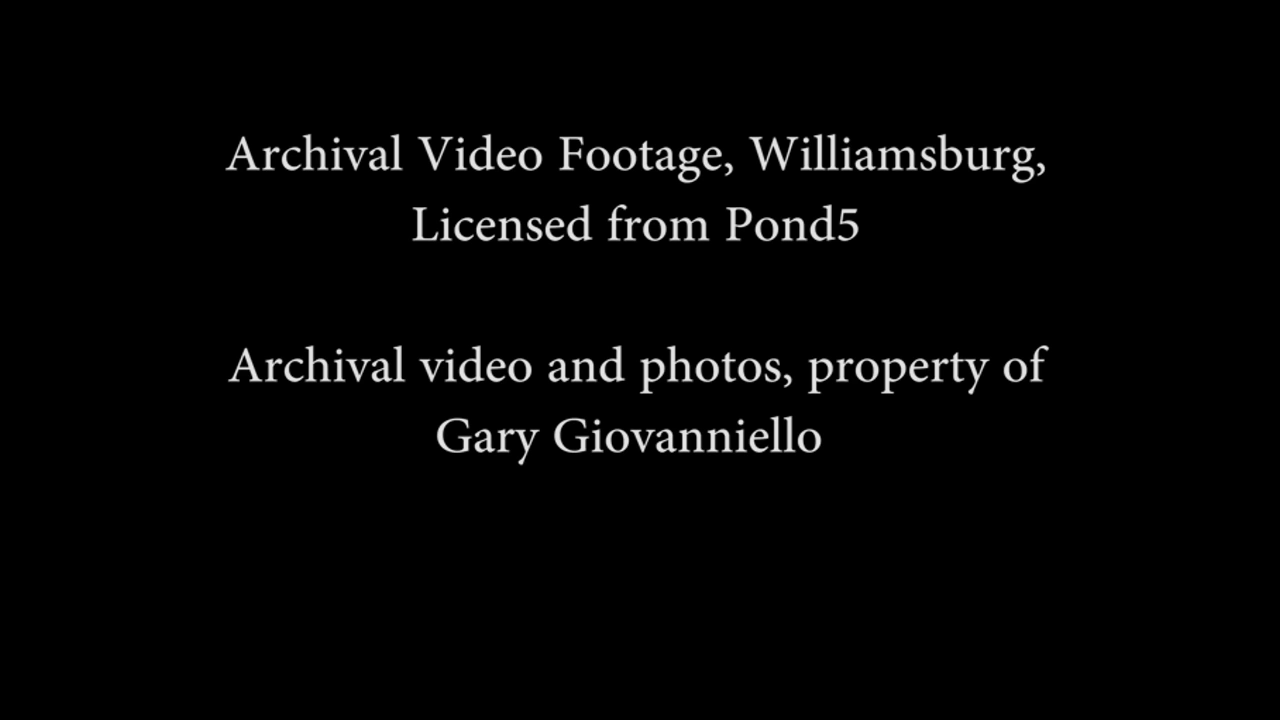 Archival Video Footage, Williamsburg,
Licensed from Pond5
Archival video and photos, property of
Gary Giovanniello